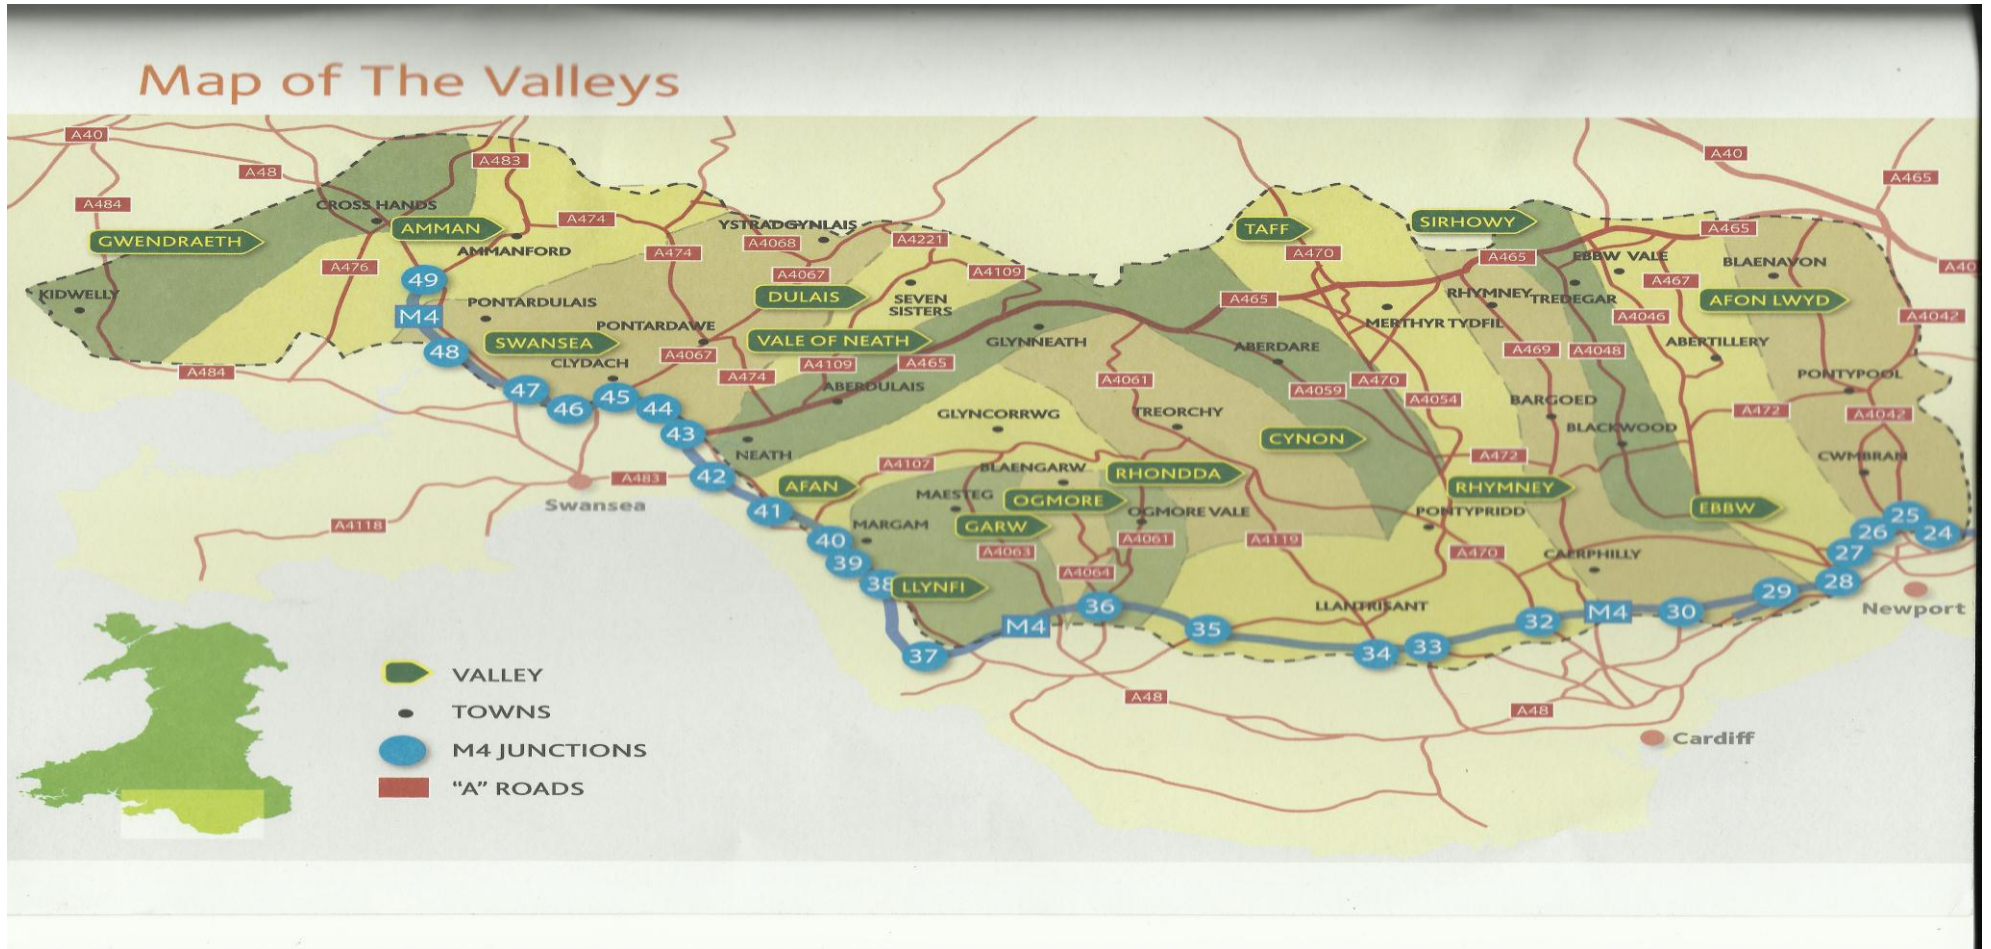 Map of The Valleys
A40
A48
A483
A484
CROSS HANDS
GWENDRAETH
AMMAN
A474
AMMANFORD
A476
KIDWELLY
49
M4
48
A484
PONTARDULAIS
SWANSEA
CLYDACH
PONTARDAWE
A474
A4067
A474
YSTRADGYNLAIS
A4068
A4067
A4221
A4109
DULAIS
SEVEN
SISTERS
VALE OF NEATH
A4109
A465
ABERDULAIS
GLYNNEATH
47
46
45
44
43
42
41
40
39
38
37
NEATH
A483
Swansea
A4118
AFAN
A4107
GLYNCORRWG
BLAENGARW
MAESTEG
MARGAM
OGMORE
GARW
A4063
LLYNFI
M4
A4064
A4061
OGMORE VALE
RHONDDA
TREORCHY
A4061
36
35
34
33
32
M4
30
29
28
27
26
25
24
TAFF
A470
A465
ABERDARE
A4059
CYNON
A470
A4054
MERTHYR TYDFIL
SIRHOWY
A465
RHYMNEY
TREDEGAR
EBBW VALE
A465
A467
A4046
A469
A4048
ABERTILLERY
BARGOED
BLACKWOOD
A472
A472
RHYMNEY
PONTYPRIDD
A4119
A470
CAERPHILLY
LLANTRISANT
EBBW
A40
A465
A40
BLAENAVON
AFON LWYD
A4042
PONTYPOOL
A4042
CWMBRAN
Newport
A48
A48
Cardiff
VALLEY
TOWNS
M4 JUNCTIONS
"A" ROADS